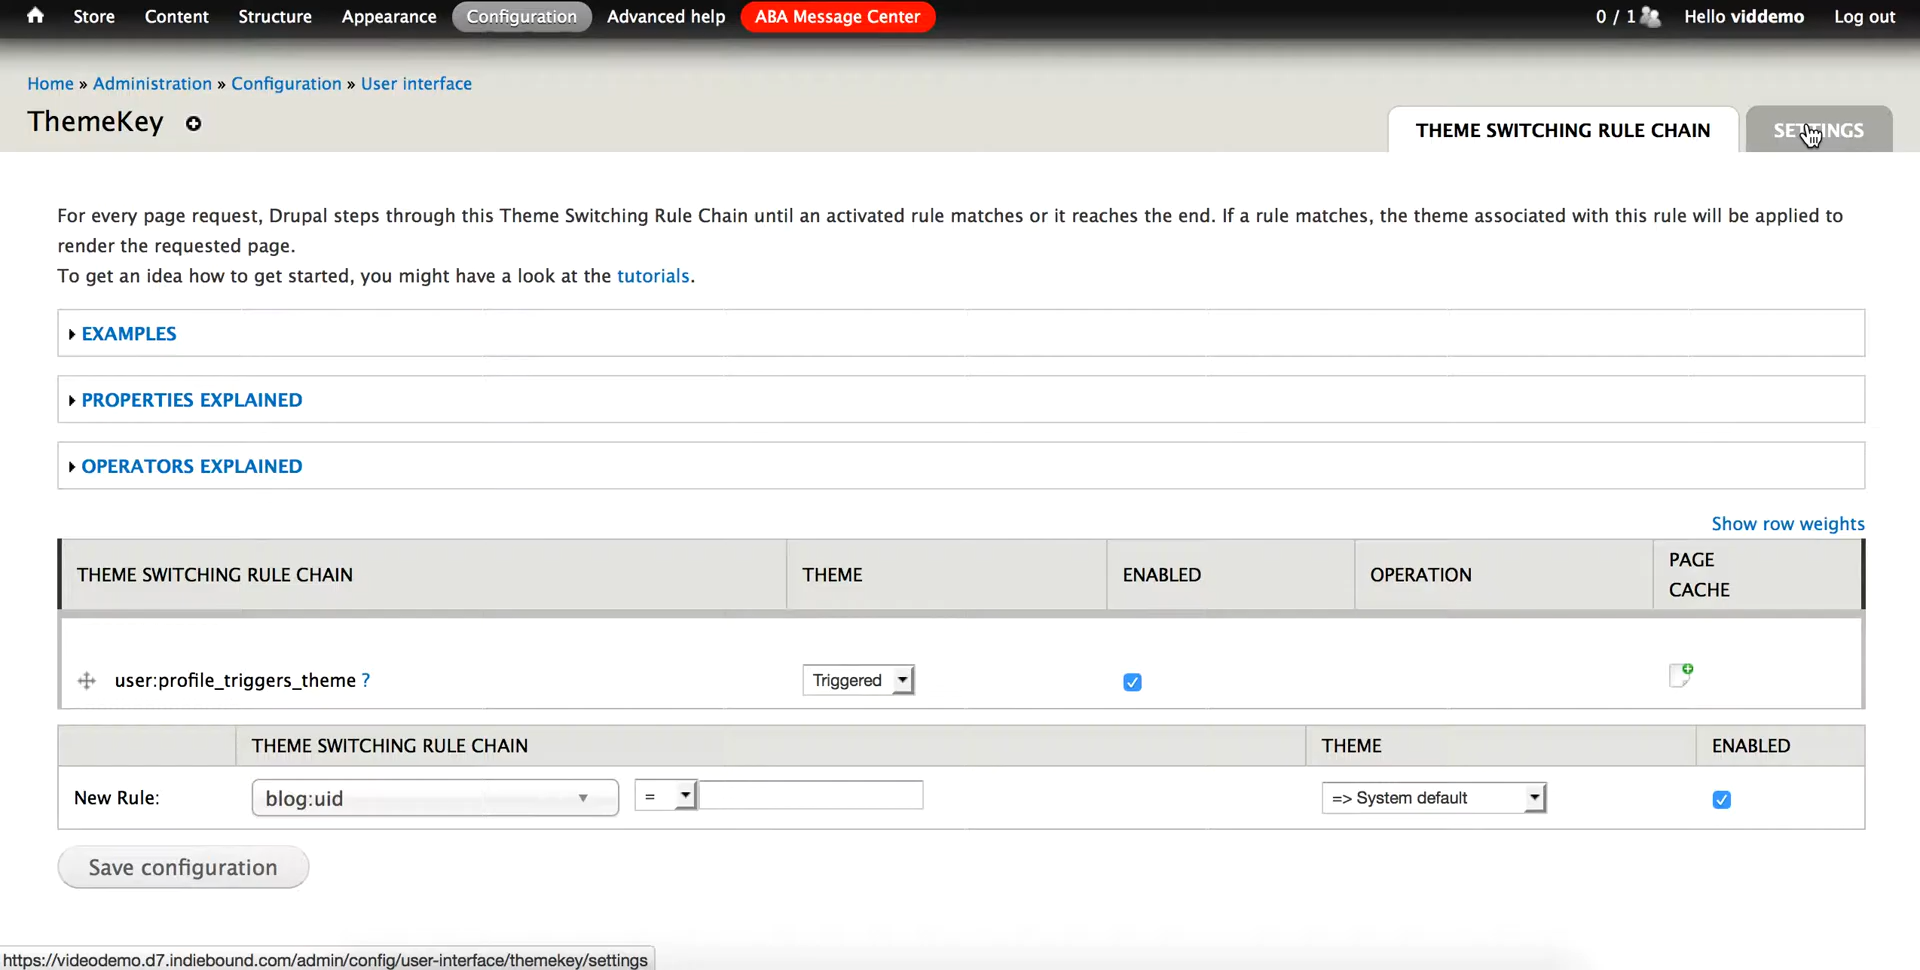 Store Content Structure Appearance Configuration Advanced help ABA Message Center 0 / 1 Hello viddemo Log out
Home » Administration » Configuration » User interface
ThemeKey
THEME SWITCHING RULE CHAIN SETTINGS
For every page request, Drupal steps through this Theme Switching Rule Chain until an activated rule matches or it reaches the end. If a rule matches, the theme associated with this rule will be applied to
render the requested page.
To get an idea how to get started, you might have a look at the tutorials.
EXAMPLES
PROPERTIES EXPLAINED
OPERATORS EXPLAINED
Show row weights
THEME SWITCHING RULE CHAIN THEME ENABLED OPERATION PAGE
CACHE
user:profile_triggers_theme ? Triggered
THEME SWITCHING RULE CHAIN THEME ENABLED
New Rule: blog:uid = => System default
Save configuration
https://videodemo.d7.indiebound.com/admin/config/user-interface/themekey/settings